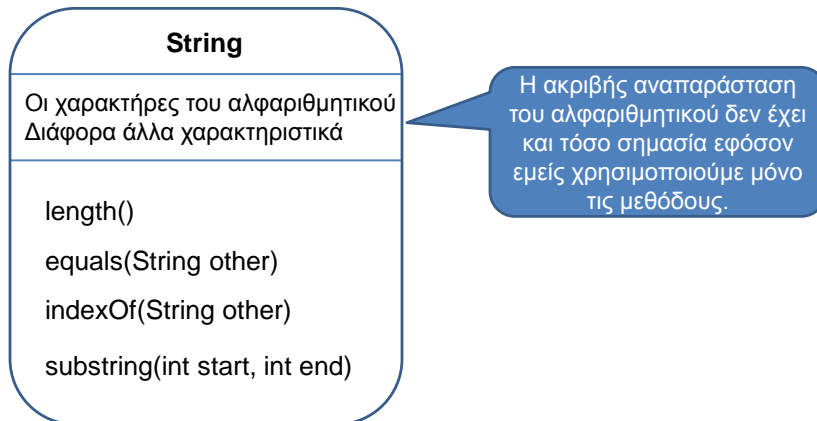 String
Οι χαρακτήρες του αλφαριθμητικού
Διάφορα άλλα χαρακτηριστικά
Η ακριβής αναπαράσταση
του αλφαριθμητικού δεν έχει
και τόσο σημασία εφόσον
εμείς χρησιμοποιούμε μόνο
τις μεθόδους.
length()
equals(String other)
indexOf(String other)
substring(int start, int end)